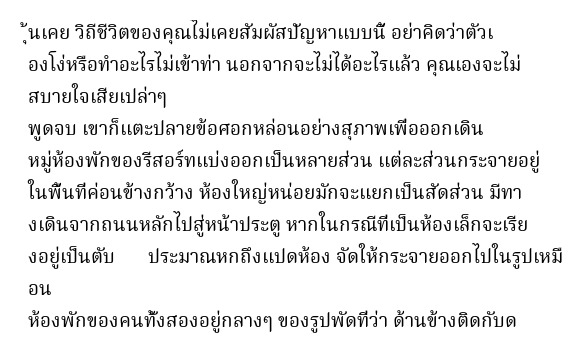 ุ้นเคย วิถีชีวิตของคุณไม่เคยสัมผัสปัญหาแบบนี้ อย่าคิดว่าตัวเ
องโง่หรือทำอะไรไม่เข้าท่า นอกจากจะไม่ได้อะไรแล้ว คุณเองจะไม่
สบายใจเสียเปล่าๆ
พูดจบ เขาก็แตะปลายข้อศอกหล่อนอย่างสุภาพเพื่อออกเดิน
หมู่ห้องพักของรีสอร์ทแบ่งออกเป็นหลายส่วน แต่ละส่วนกระจายอยู่
ในพื้นที่ค่อนข้างกว้าง ห้องใหญ่หน่อยมักจะแยกเป็นสัดส่วน มีทา
งเดินจากถนนหลักไปสู่หน้าประตู หากในกรณีที่เป็นห้องเล็กจะเรีย
งอยู่เป็นตับ ประมาณหกถึงแปดห้อง จัดให้กระจายออกไปในรูปเหมื
อน
ห้องพักของคนทั้งสองอยู่กลางๆ ของรูปพัดที่ว่า ด้านข้างติดกับด